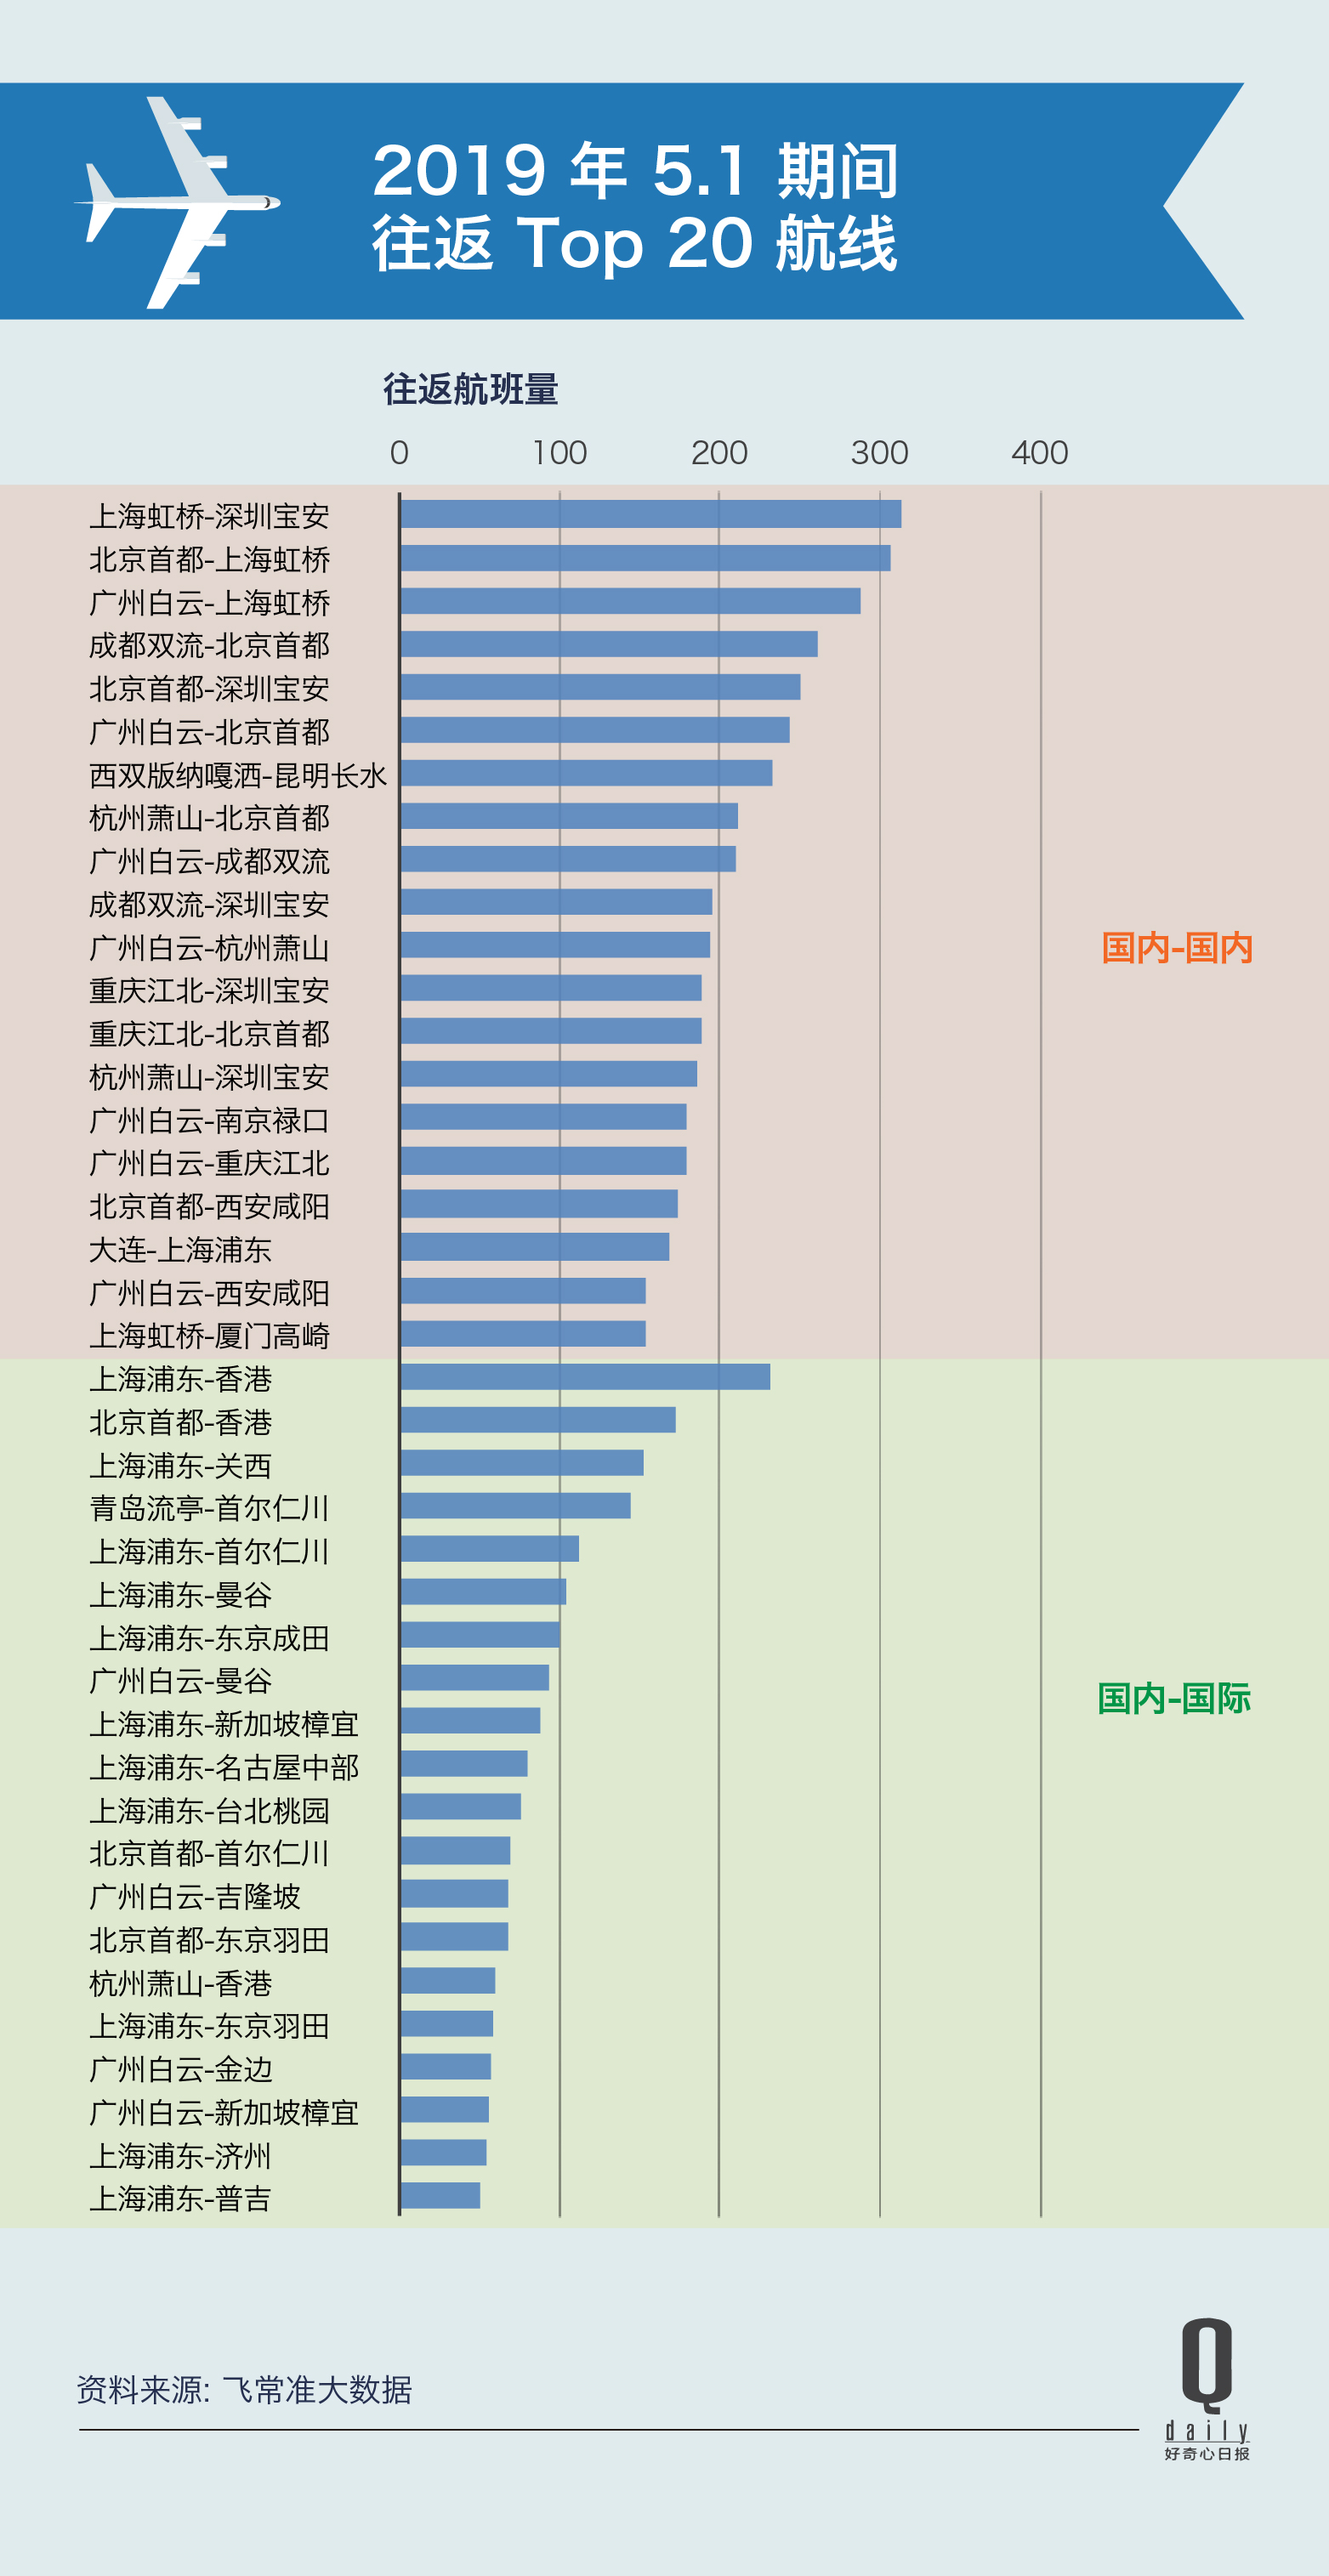 2019 年 5.1 期间
往返 Top 20 航线
往返航班量
0 100 200 300 400
上海虹桥-深圳宝安
北京首都-上海虹桥
广州白云-上海虹桥
成都双流-北京首都
北京首都-深圳宝安
广州白云-北京首都
西双版纳嘎洒-昆明长水
杭州萧山-北京首都
广州白云-成都双流
成都双流-深圳宝安
广州白云-杭州萧山
国内-国内
重庆江北-深圳宝安
重庆江北-北京首都
杭州萧山-深圳宝安
广州白云-南京禄口
广州白云-重庆江北
北京首都-西安咸阳
大连-上海浦东
广州白云-西安咸阳
上海虹桥-厦门高崎
上海浦东-香港
北京首都-香港
上海浦东-关西
青岛流亭-首尔仁川
上海浦东-首尔仁川
上海浦东-曼谷
上海浦东-东京成田
广州白云-曼谷
国内-国际
上海浦东-新加坡樟宜
上海浦东-名古屋中部
上海浦东-台北桃园
北京首都-首尔仁川
广州白云-吉隆坡
北京首都-东京羽田
杭州萧山-香港
上海浦东-东京羽田
广州白云-金边
广州白云-新加坡樟宜
上海浦东-济州
上海浦东-普吉
资料来源: 飞常准大数据
Q
daily
好奇心日报